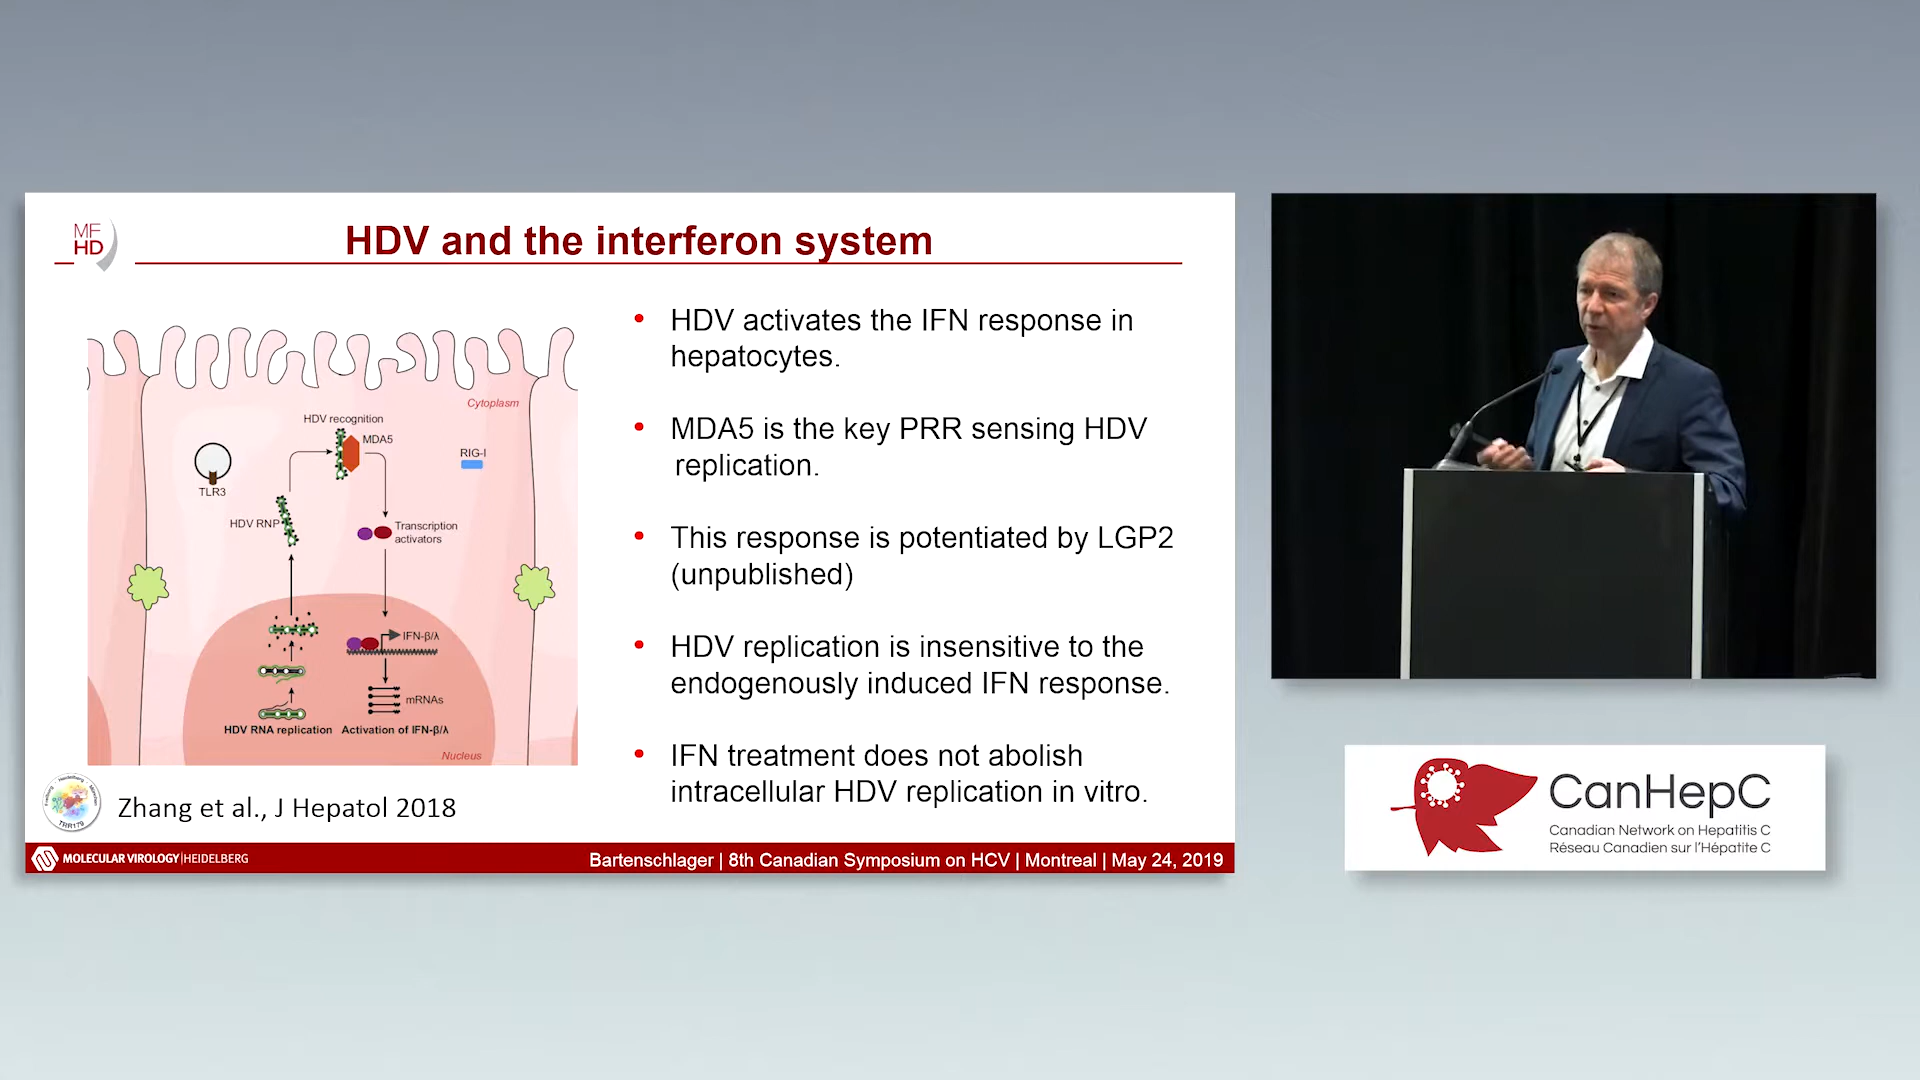 MF
HD
HDV and the interferon system
Cytoplasm
HDV recognition
MDA5
RIG-I
TLR3
HDV RNP
Transcription
activators
IFN-β/λ
mRNAs
HDV RNA replication
Activation of IFN-β/λ
Nucleus
• HDV activates the IFN response in
hepatocytes.
• MDA5 is the key PRR sensing HDV
replication.
• This response is potentiated by LGP2
(unpublished)
• HDV replication is insensitive to the
endogenously induced IFN response.
• IFN treatment does not abolish
intracellular HDV replication in vitro.
Heidelberg
TRR179
Zhang et al., J Hepatol 2018
MOLECULAR VIROLOGY|HEIDELBERG
Bartenschlager | 8th Canadian Symposium on HCV | Montreal | May 24, 2019
CanHepC
Canadian Network on Hepatitis C
Réseau Canadien sur l'Hépatite C